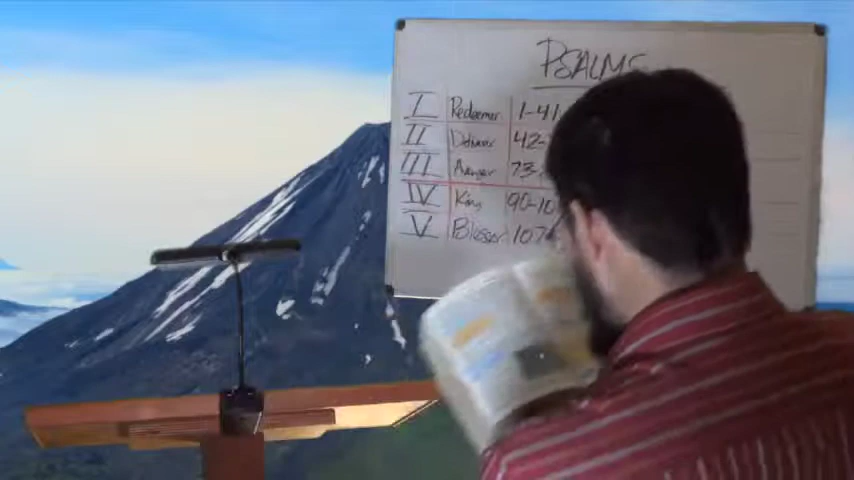 PSALMS
I Redeemer 1-41
II Deliverer 42-
III Avenger 73-
IV King 90-10
V Blesser 107